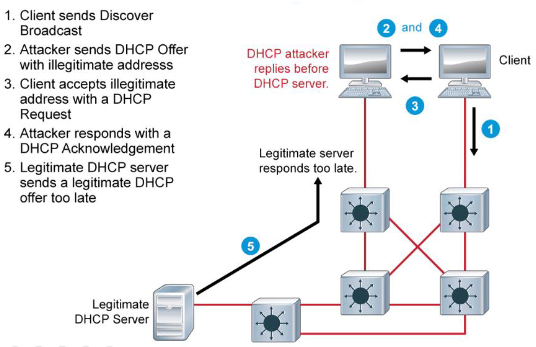 1. Client sends Discover
Broadcast
2. Attacker sends DHCP Offer
with illegitimate addresss
3. Client accepts illegitimate
address with a DHCP
Request
4. Attacker responds with a
DHCP Acknowledgement
5. Legitimate DHCP server
sends a legitimate DHCP
offer too late
2 and 4
DHCP attacker
replies before
DHCP server.
Client
3
1
Legitimate server
responds too late.
5
Legitimate
DHCP Server